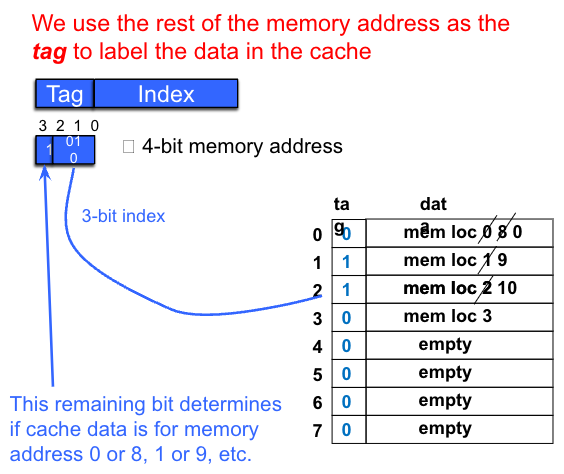 We use the rest of the memory address as the
tag to label the data in the cache
Tag Index
3 2 1 0
1 010
□ 4-bit memory address
3-bit index
tag data
0 0 mem loc 0 8 0
1 1 mem loc 1 9
2 1 mem loc 2 10
3 0 mem loc 3
4 0 empty
5 0 empty
6 0 empty
7 0 empty
This remaining bit determines
if cache data is for memory
address 0 or 8, 1 or 9, etc.